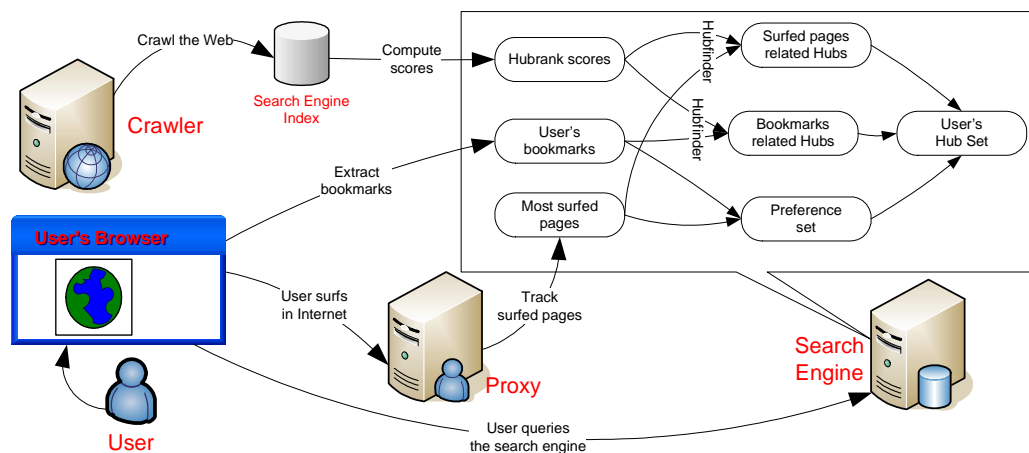 Crawl the Web
Crawler
Search Engine
Index
Compute
scores
Hubrank scores
Hubfinder
Surfed pages
related Hubs
User's
bookmarks
Hubfinder
Bookmarks
related Hubs
User's
Hub Set
Most surfed
pages
Preference
set
Extract
bookmarks
User's Browser
User surfs
in Internet
Track
surfed pages
Proxy
Search
Engine
User
User queries
the search engine